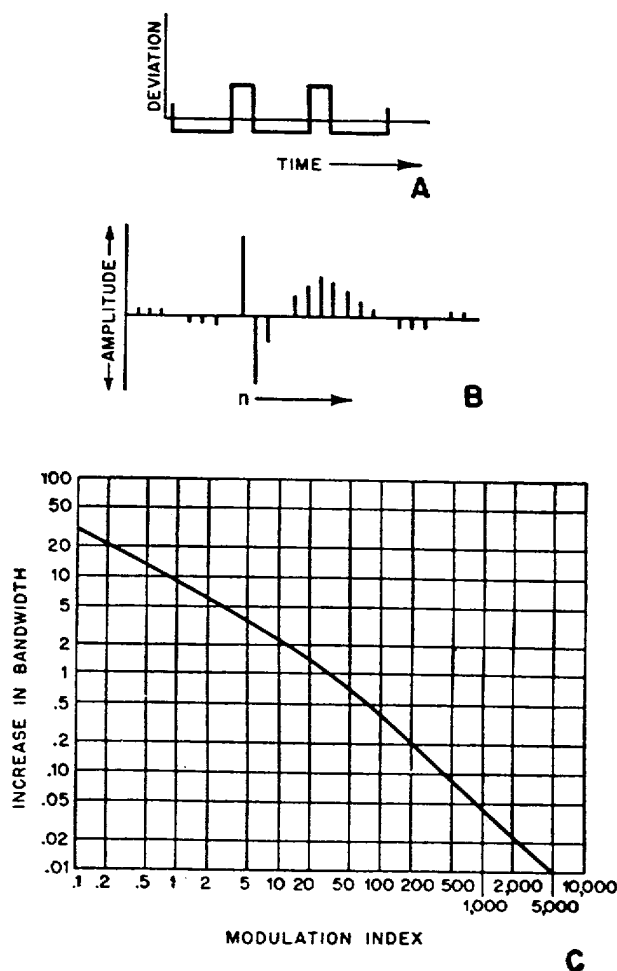 DEVIATION
TIME
A
AMPLITUDE
n
B
INCREASE IN BANDWIDTH
100
50
20
10
5
2
1
.5
.2
.10
.05
.02
.01
.1 .2 .5 1 2 5 10 20 50 100 200 500 2,000 10,000
1,000 5,000
MODULATION INDEX
C